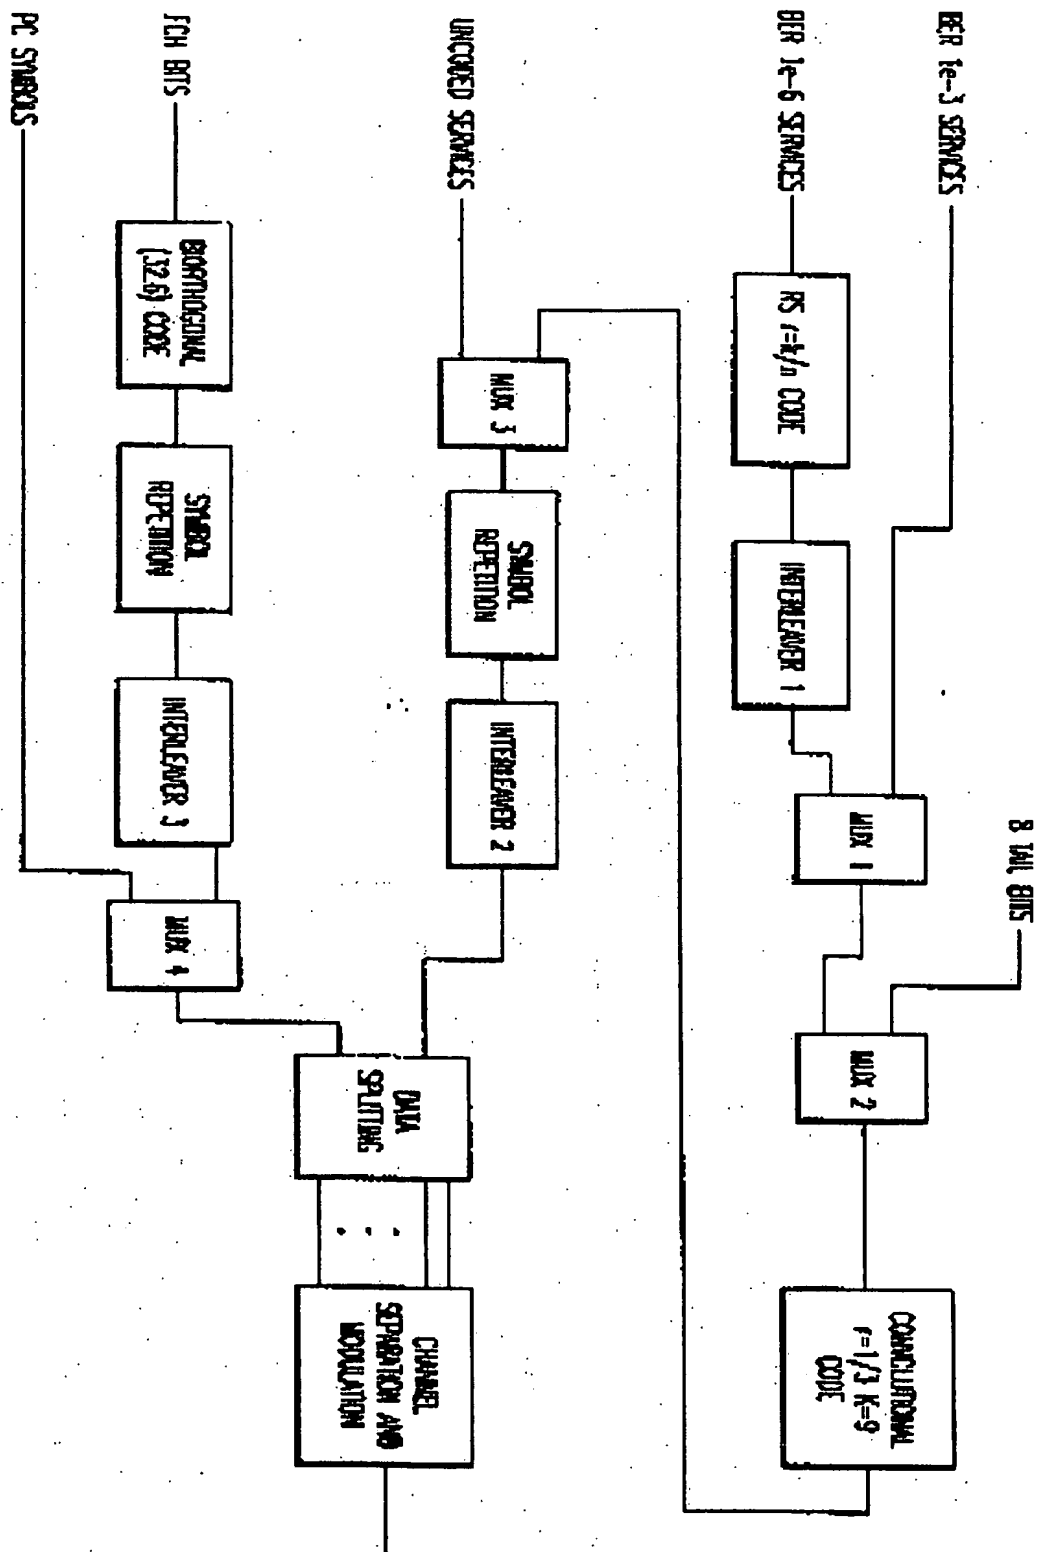 BER 1e-3 SERVICES
BER 1e-6 SERVICES
RS r=k/n CODE
INTERLEAVER 1
MUX 1
8 TAIL BITS
MUX 2
CONVOLUTIONAL
r=1/3 K=9
CODE
UNCODED SERVICES
MUX 3
SYMBOL
REPETITION
INTERLEAVER 2
FCH BITS
BIORTHOGONAL
(32.6) CODE
SYMBOL
REPETITION
INTERLEAVER 3
PC SYMBOLS
MUX 4
DATA
SPLITTING
CHANNEL
SEPARATION AND
MODULATION